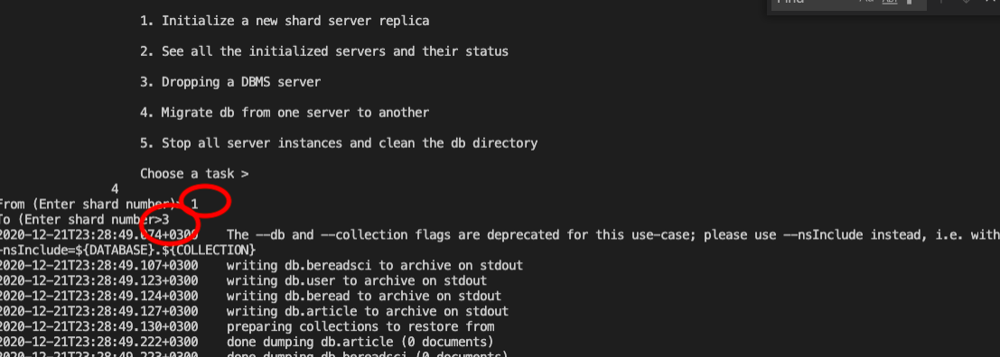 Find
1. Initialize a new shard server replica
2. See all the initialized servers and their status
3. Dropping a DBMS server
4. Migrate db from one server to another
5. Stop all server instances and clean the db directory
Choose a task >
4
From (Enter shard number)> 1
To (Enter shard number>3
2020-12-21T23:28:49.074+0300 The --db and --collection flags are deprecated for this use-case; please use --nsInclude instead, i.e. with
-nsInclude=${DATABASE}.${COLLECTION}
2020-12-21T23:28:49.107+0300 writing db.bereadsci to archive on stdout
2020-12-21T23:28:49.123+0300 writing db.user to archive on stdout
2020-12-21T23:28:49.124+0300 writing db.beread to archive on stdout
2020-12-21T23:28:49.127+0300 writing db.article to archive on stdout
2020-12-21T23:28:49.130+0300 preparing collections to restore from
2020-12-21T23:28:49.222+0300 done dumping db.article (0 documents)
2020-12-21T23:28:49.223+0300 done dumping db.bereadsci (0 documents)